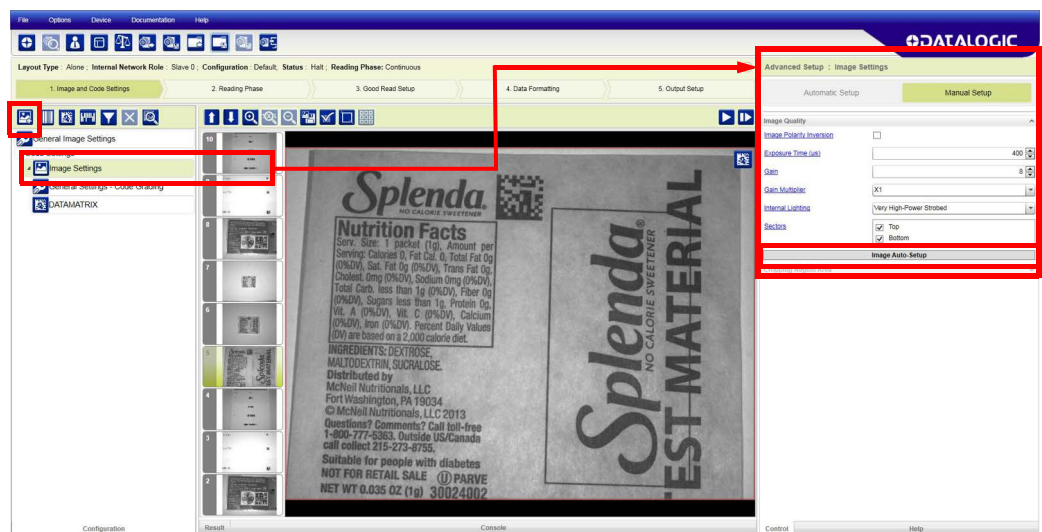 File Options Device Documentation Help
DATALOGIC
Layout Type : Alone ; Internal Network Role : Slave 0 ; Configuration : Default; Status : Halt ; Reading Phase: Continuous
1. Image and Code Settings
2. Reading Phase
3. Good Read Setup
4. Data Formatting
5. Output Setup
General Image Settings
Image Settings
General Settings - Code Grading
DATAMATRIX
Configuration
10
8
7
6
5
4
3
2
Splenda
NO CALORIE SWEETENER
Nutrition Facts
Serv. Size: 1 packet (1g), Amount per
Serving: Calories 0, Fat Cal. 0, Total Fat 0g
(0%DV), Sat. Fat 0g (0%DV), Trans Fat 0g,
Cholest. 0mg (0%DV), Sodium 0mg (0%DV),
Total Carb. less than 1g (0%DV), Fiber 0g
(0%DV), Sugars less than 1g, Protein 0g,
Vit. A (0%DV), Vit. C (0%DV), Calcium
(0%DV), Iron (0%DV). Percent Daily Values
(DV) are based on a 2,000 calorie diet.
INGREDIENTS: DEXTROSE,
MALTODEXTRIN, SUCRALOSE.
Distributed by
McNeil Nutritionals, LLC
Fort Washington, PA 19034
© McNeil Nutritionals, LLC 2013
Questions? Comments? Call toll-free
1-800-777-5363. Outside US/Canada
call collect 215-273-8755.
Suitable for people with diabetes
NOT FOR RETAIL SALE Ⓤ PARVE
NET WT 0.035 OZ (1g) 30024002
Splenda
NO CALORIE SWEETENER
EST MATERIAL
Result
Console
Advanced Setup : Image Settings
Automatic Setup
Manual Setup
Image Quality
Image Polarity Inversion
Exposure Time (us) 400
Gain 8
Gain Multiplier X1
Internal Lighting Very High-Power Strobed
Sectors Top
Bottom
Image Auto-Setup
Control
Help